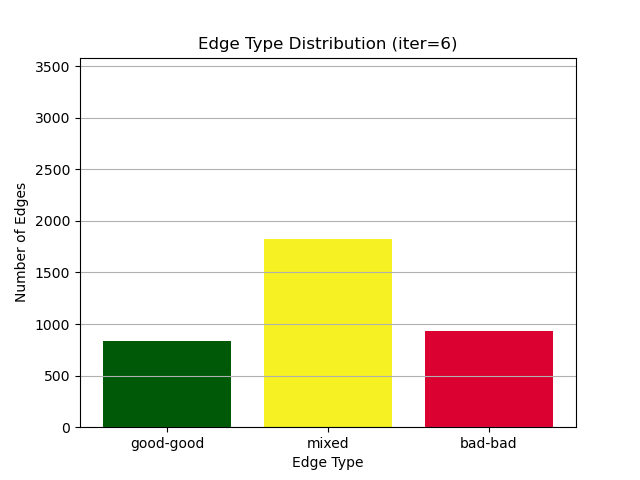 Edge Type Distribution (iter=6)
3500
3000
2500
2000
1500
1000
500
0
Number of Edges
good-good
mixed
bad-bad
Edge Type